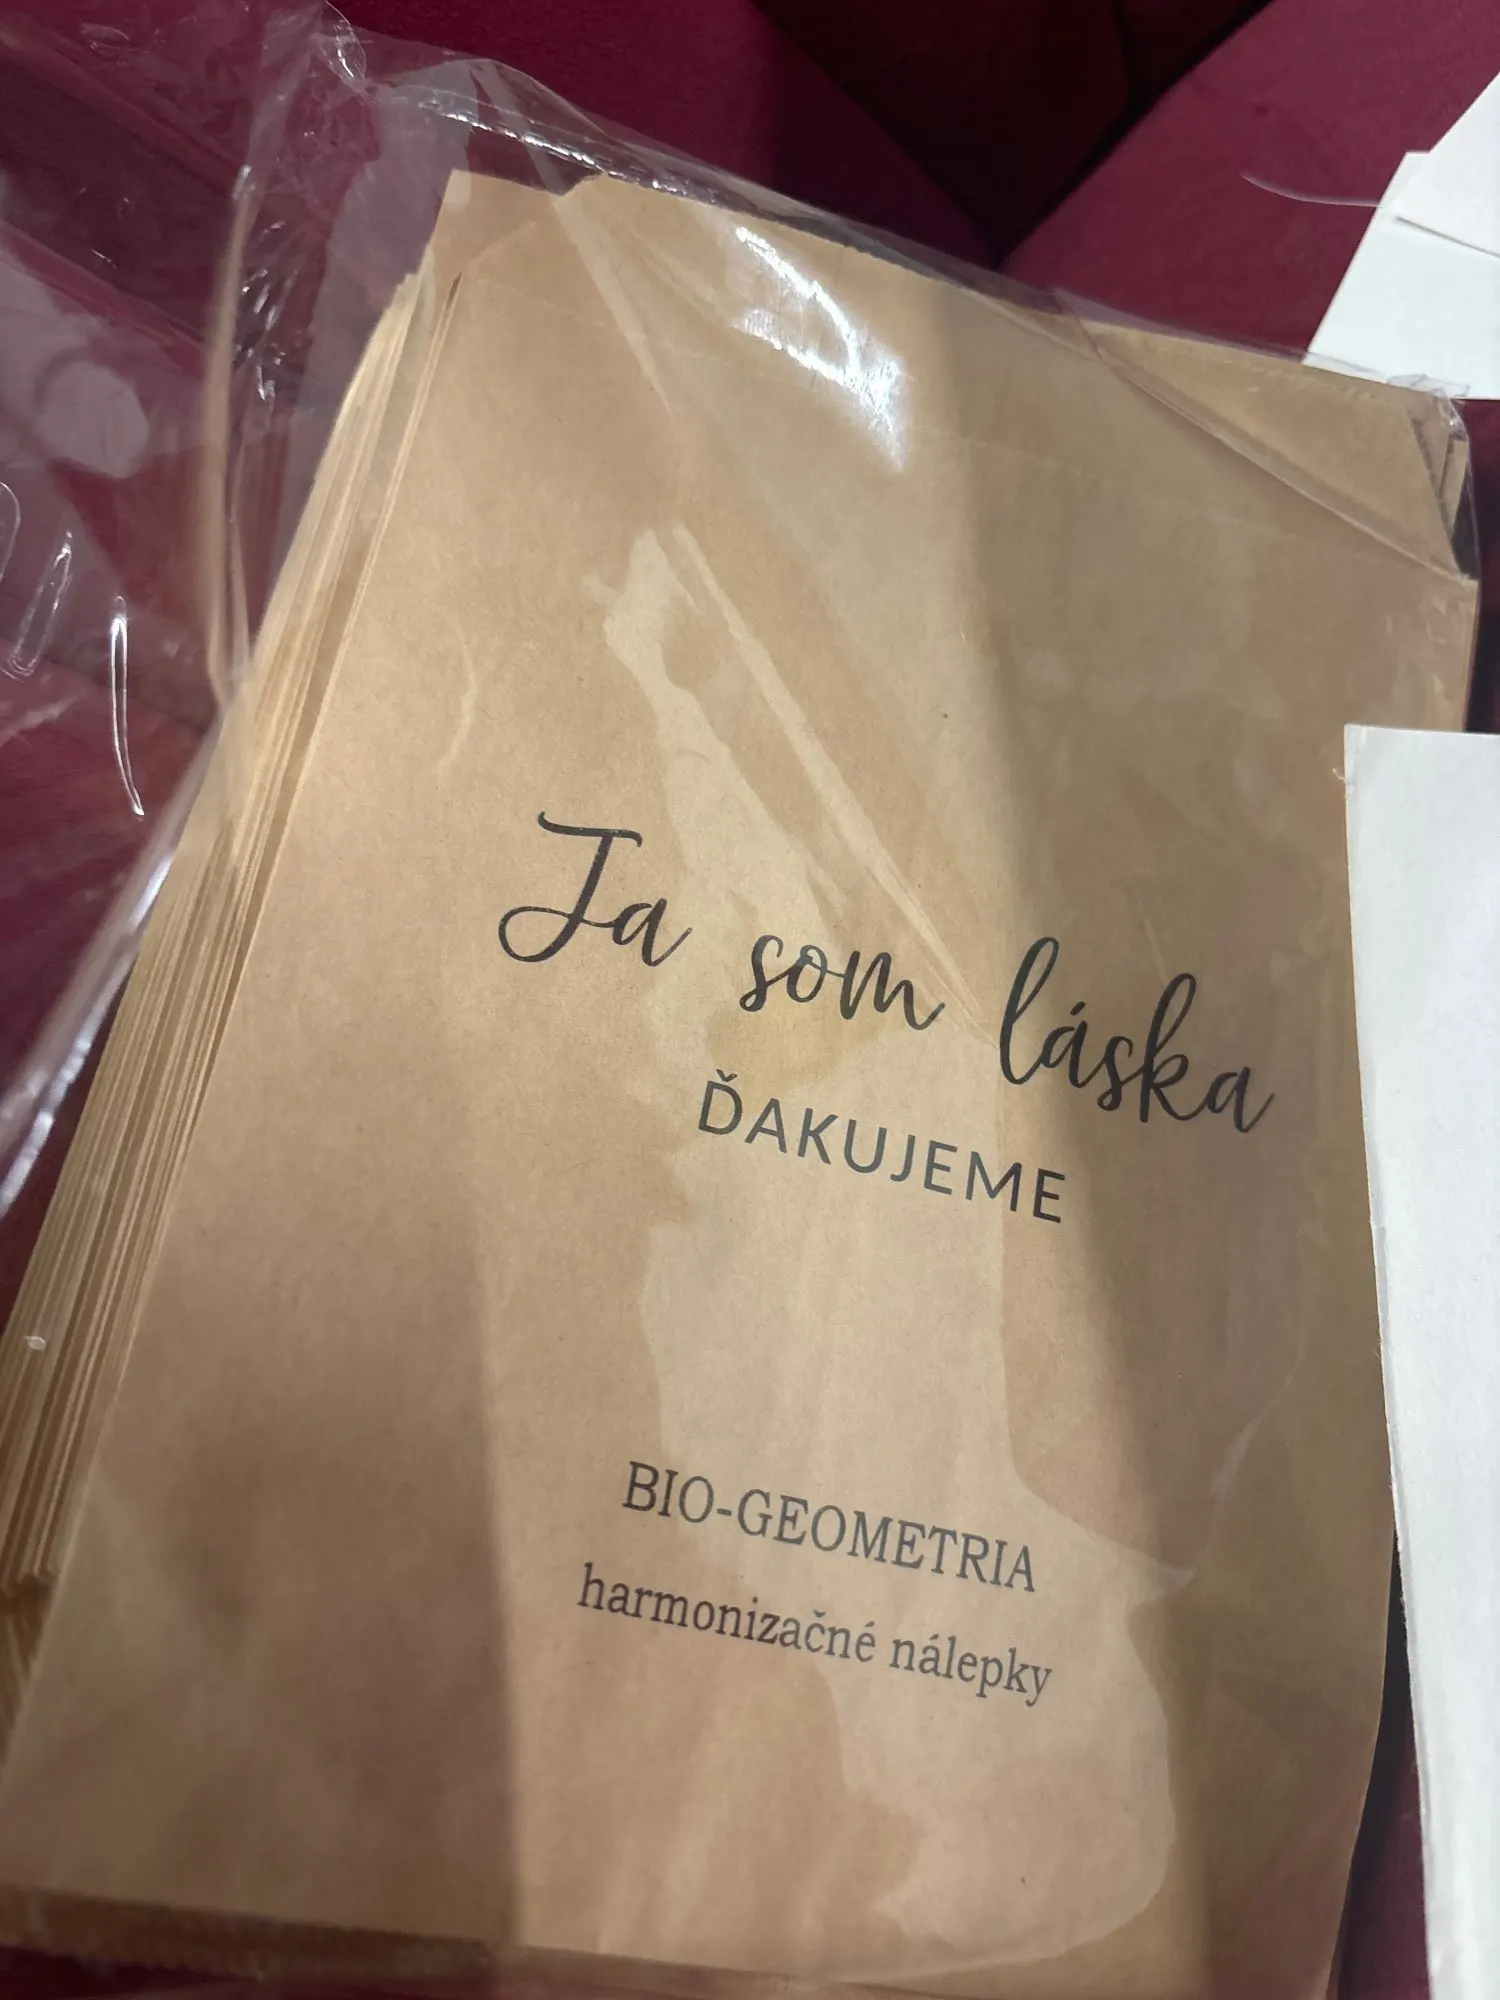 Ja som láska
ĎAKUJEME
BIO-GEOMETRIA
harmonizačné nálepky